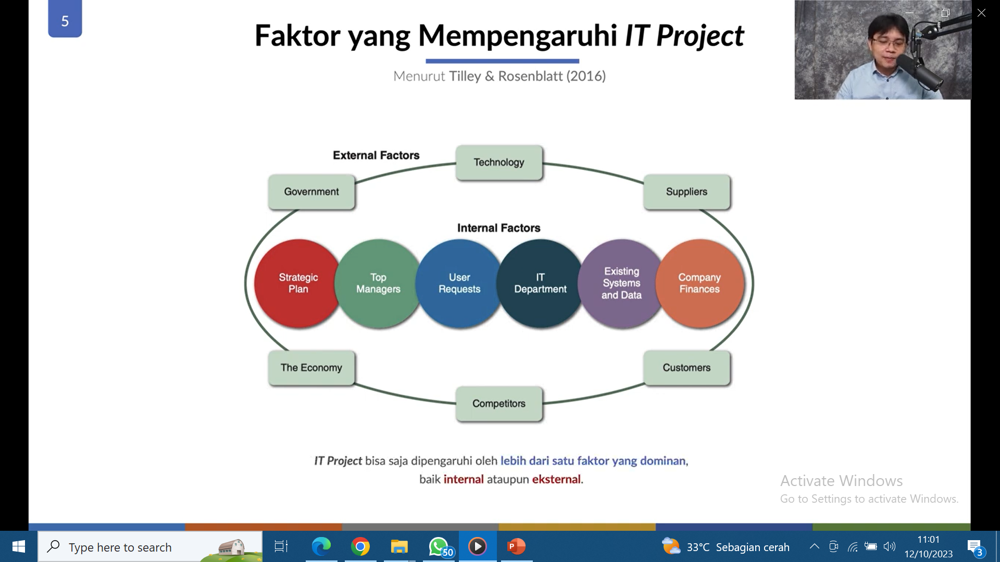 5
Faktor yang Mempengaruhi IT Project
Menurut Tilley & Rosenblatt (2016)
External Factors
Technology
Government
Suppliers
Internal Factors
Strategic
Plan
Top
Managers
User
Requests
IT
Department
Existing
Systems
and Data
Company
Finances
The Economy
Customers
Competitors
IT Project bisa saja dipengaruhi oleh lebih dari satu faktor yang dominan,
baik internal ataupun eksternal.
Activate Windows
Go to Settings to activate Windows.
Type here to search
50
P
33°C Sebagian cerah
11:01
12/10/2023
3